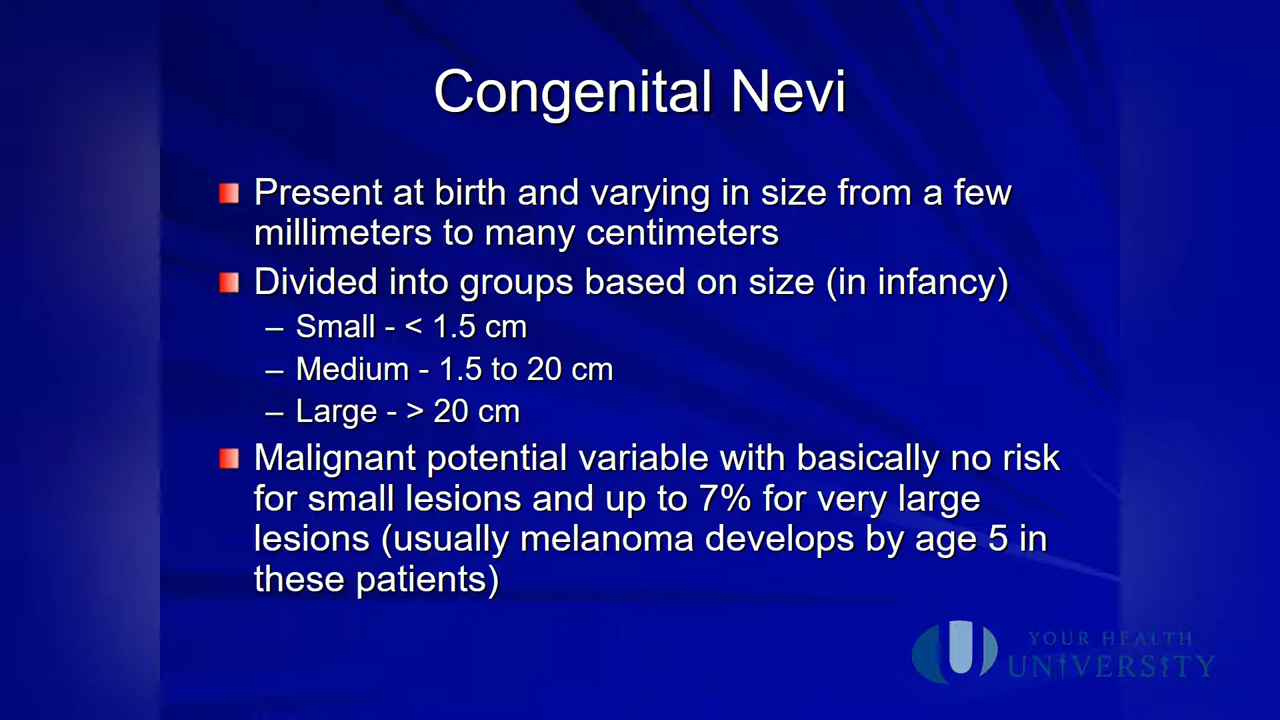 Congenital Nevi
Present at birth and varying in size from a few
millimeters to many centimeters
Divided into groups based on size (in infancy)
– Small - < 1.5 cm
– Medium - 1.5 to 20 cm
– Large - > 20 cm
Malignant potential variable with basically no risk
for small lesions and up to 7% for very large
lesions (usually melanoma develops by age 5 in
these patients)
YOUR HEALTH
UNIVERSITY